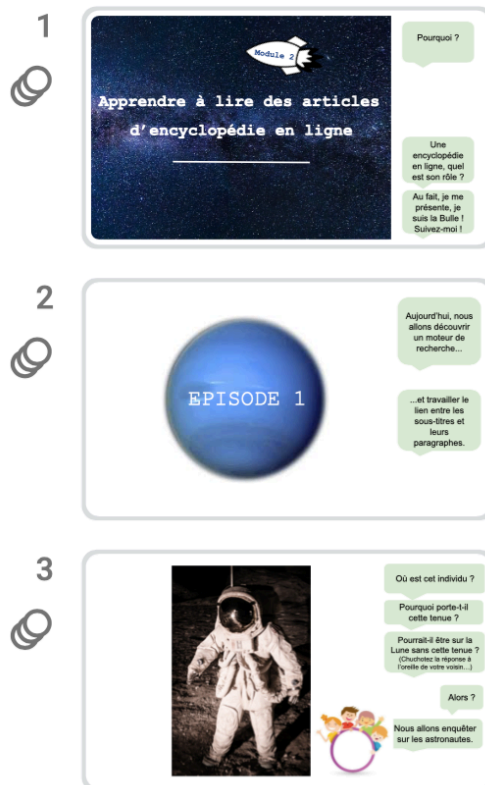 1
Module 2
Apprendre à lire des articles
d'encyclopédie en ligne
Pourquoi ?
Une
encyclopédie
en ligne, quel
est son rôle ?
Au fait, je me
présente, je
suis la Bulle !
Suivez-moi !
2
EPISODE 1
Aujourd'hui, nous
allons découvrir
un moteur de
recherche...
...et travailler le
lien entre les
sous-titres et
leurs
paragraphes.
3
Où est cet individu ?
Pourquoi porte-t-il
cette tenue ?
Pourrait-il être sur la
Lune sans cette tenue ?
(Chuchotez la réponse à
l'oreille de votre voisin...)
Alors ?
Nous allons enquêter
sur les astronautes.